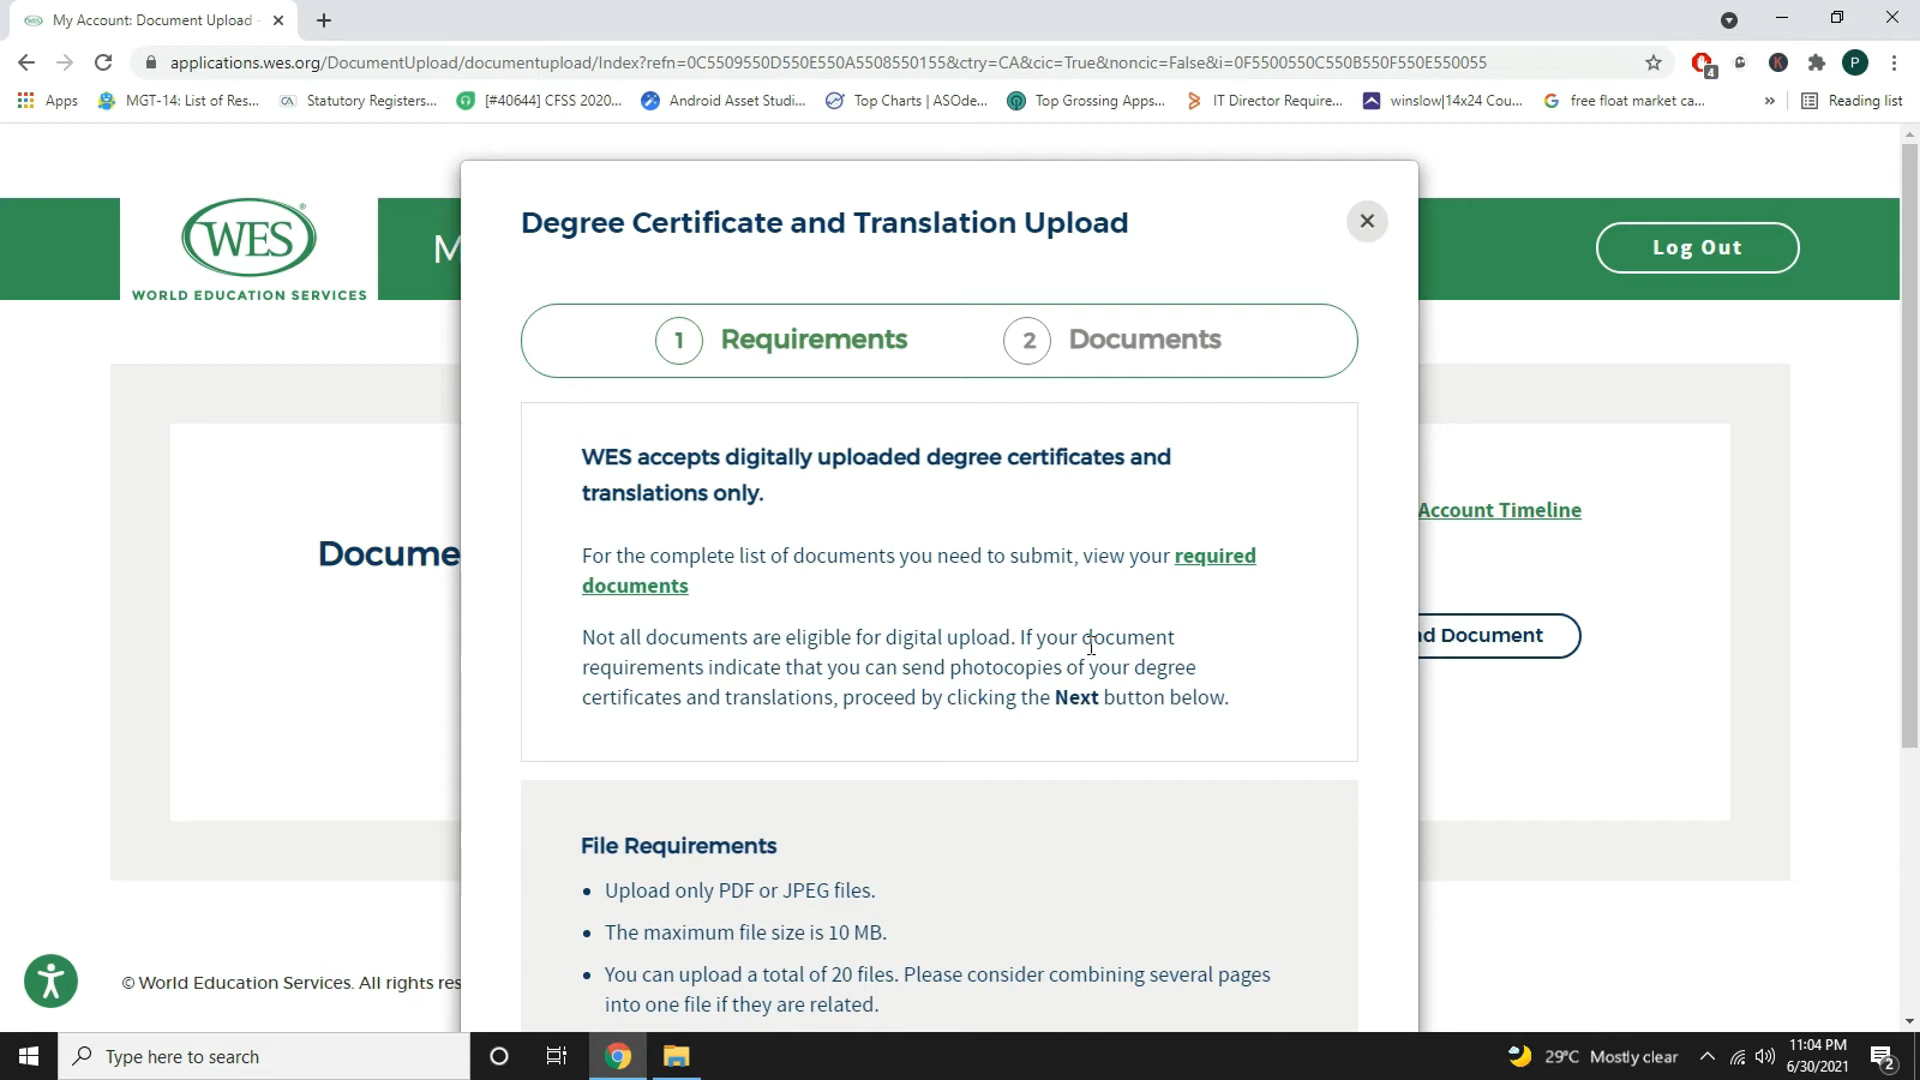 WES My Account: Document Upload -
applications.wes.org/DocumentUpload/documentupload/Index?refn=0C5509550D550E550A5508550155&ctry=CA&cic=True&noncic=False&i=0F5500550C550B550F550E550055
4
K
P
Apps
MGT-14: List of Res...
CA Statutory Registers...
[#40644] CFSS 2020...
Android Asset Studi...
Top Charts | ASOde...
Top Grossing Apps...
IT Director Require...
winslow|14x24 Cou...
G free float market ca...
»
Reading list
WES
®
WORLD EDUCATION SERVICES
M
Log Out
Degree Certificate and Translation Upload
1 Requirements
2 Documents
WES accepts digitally uploaded degree certificates and
translations only.
For the complete list of documents you need to submit, view your required
documents
Not all documents are eligible for digital upload. If your document
requirements indicate that you can send photocopies of your degree
certificates and translations, proceed by clicking the Next button below.
File Requirements
• Upload only PDF or JPEG files.
• The maximum file size is 10 MB.
• You can upload a total of 20 files. Please consider combining several pages
into one file if they are related.
Docume
Account Timeline
d Document
© World Education Services. All rights res
Type here to search
29°C Mostly clear
11:04 PM
6/30/2021
2